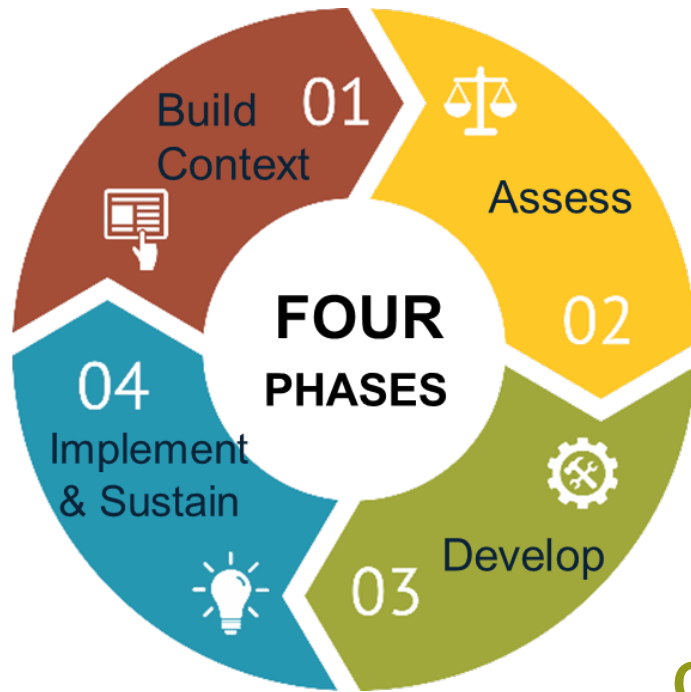 FOUR
PHASES
01
Build
Context
Assess
02
Develop
03
04
Implement
& Sustain